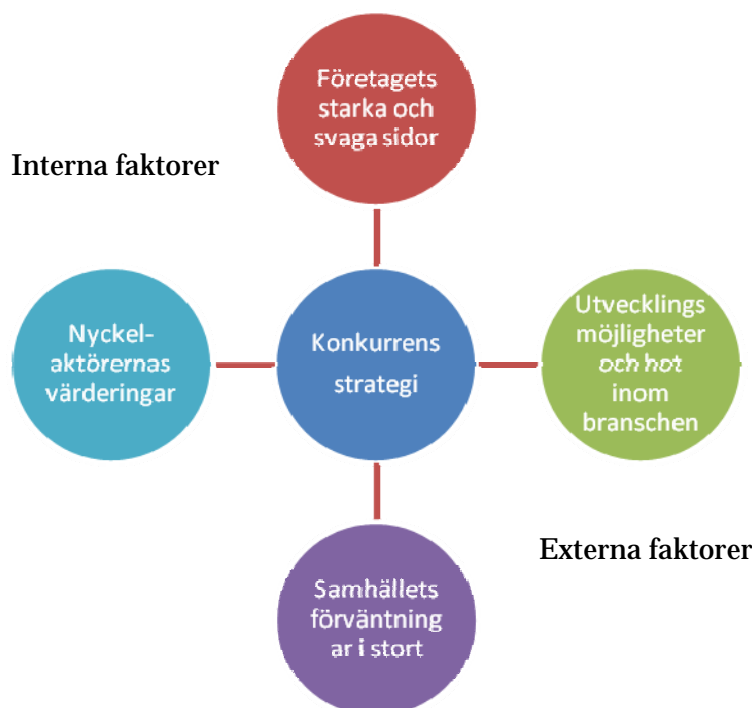 Företagets
starka och
svaga sidor
Interna faktorer
Nyckel-
aktörernas
värderingar
Konkurrens
strategi
Utvecklings
möjligheter
och hot
inom
branschen
Externa faktorer
Samhällets
förväntning
ar i stort